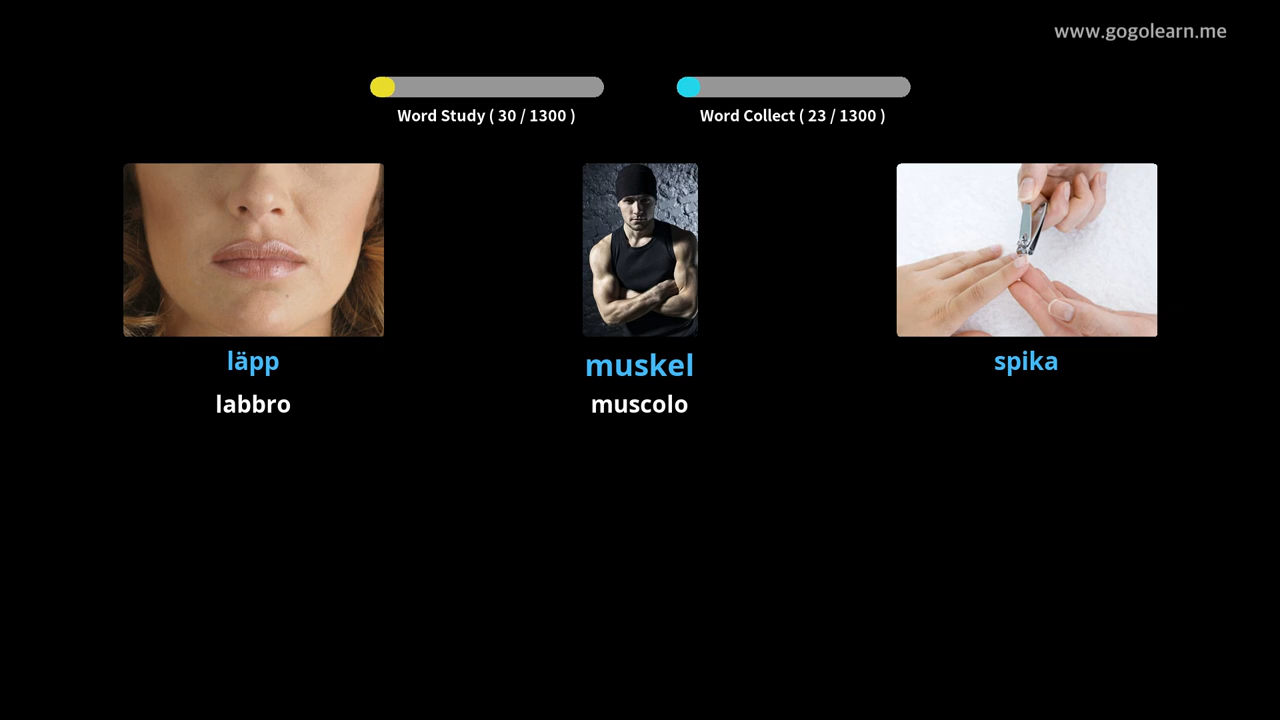 www.gogolearn.me
Word Study ( 30 / 1300 )
Word Collect ( 23 / 1300 )
läpp
muskel
spika
labbro
muscolo